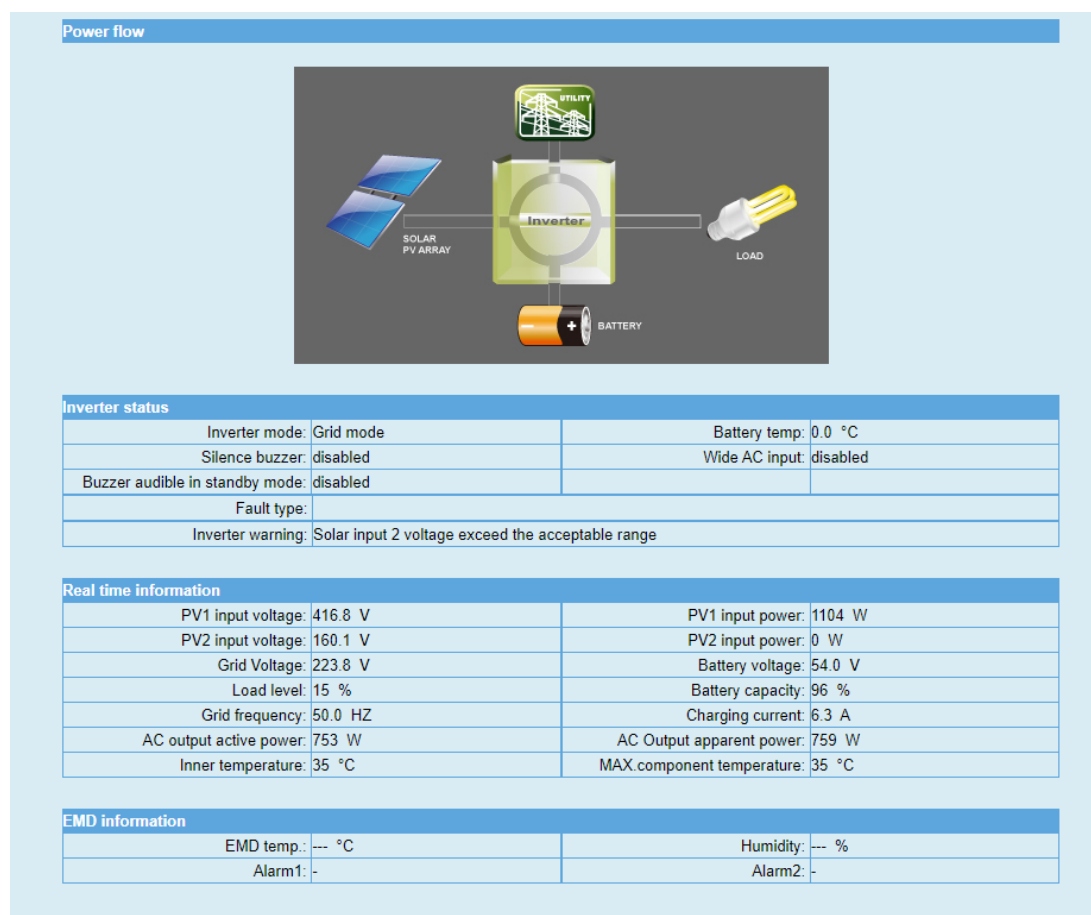 Power flow
UTILITY
Inverter
SOLAR
PV ARRAY
LOAD
BATTERY
Inverter status
Inverter mode: Grid mode Battery temp: 0.0 °C
Silence buzzer: disabled Wide AC input: disabled
Buzzer audible in standby mode: disabled
Fault type:
Inverter warning: Solar input 2 voltage exceed the acceptable range
Real time information
PV1 input voltage: 416.8 V PV1 input power: 1104 W
PV2 input voltage: 160.1 V PV2 input power: 0 W
Grid Voltage: 223.8 V Battery voltage: 54.0 V
Load level: 15 % Battery capacity: 96 %
Grid frequency: 50.0 HZ Charging current: 6.3 A
AC output active power: 753 W AC Output apparent power: 759 W
Inner temperature: 35 °C MAX.component temperature: 35 °C
EMD information
EMD temp.: --- °C Humidity: --- %
Alarm1: - Alarm2: -